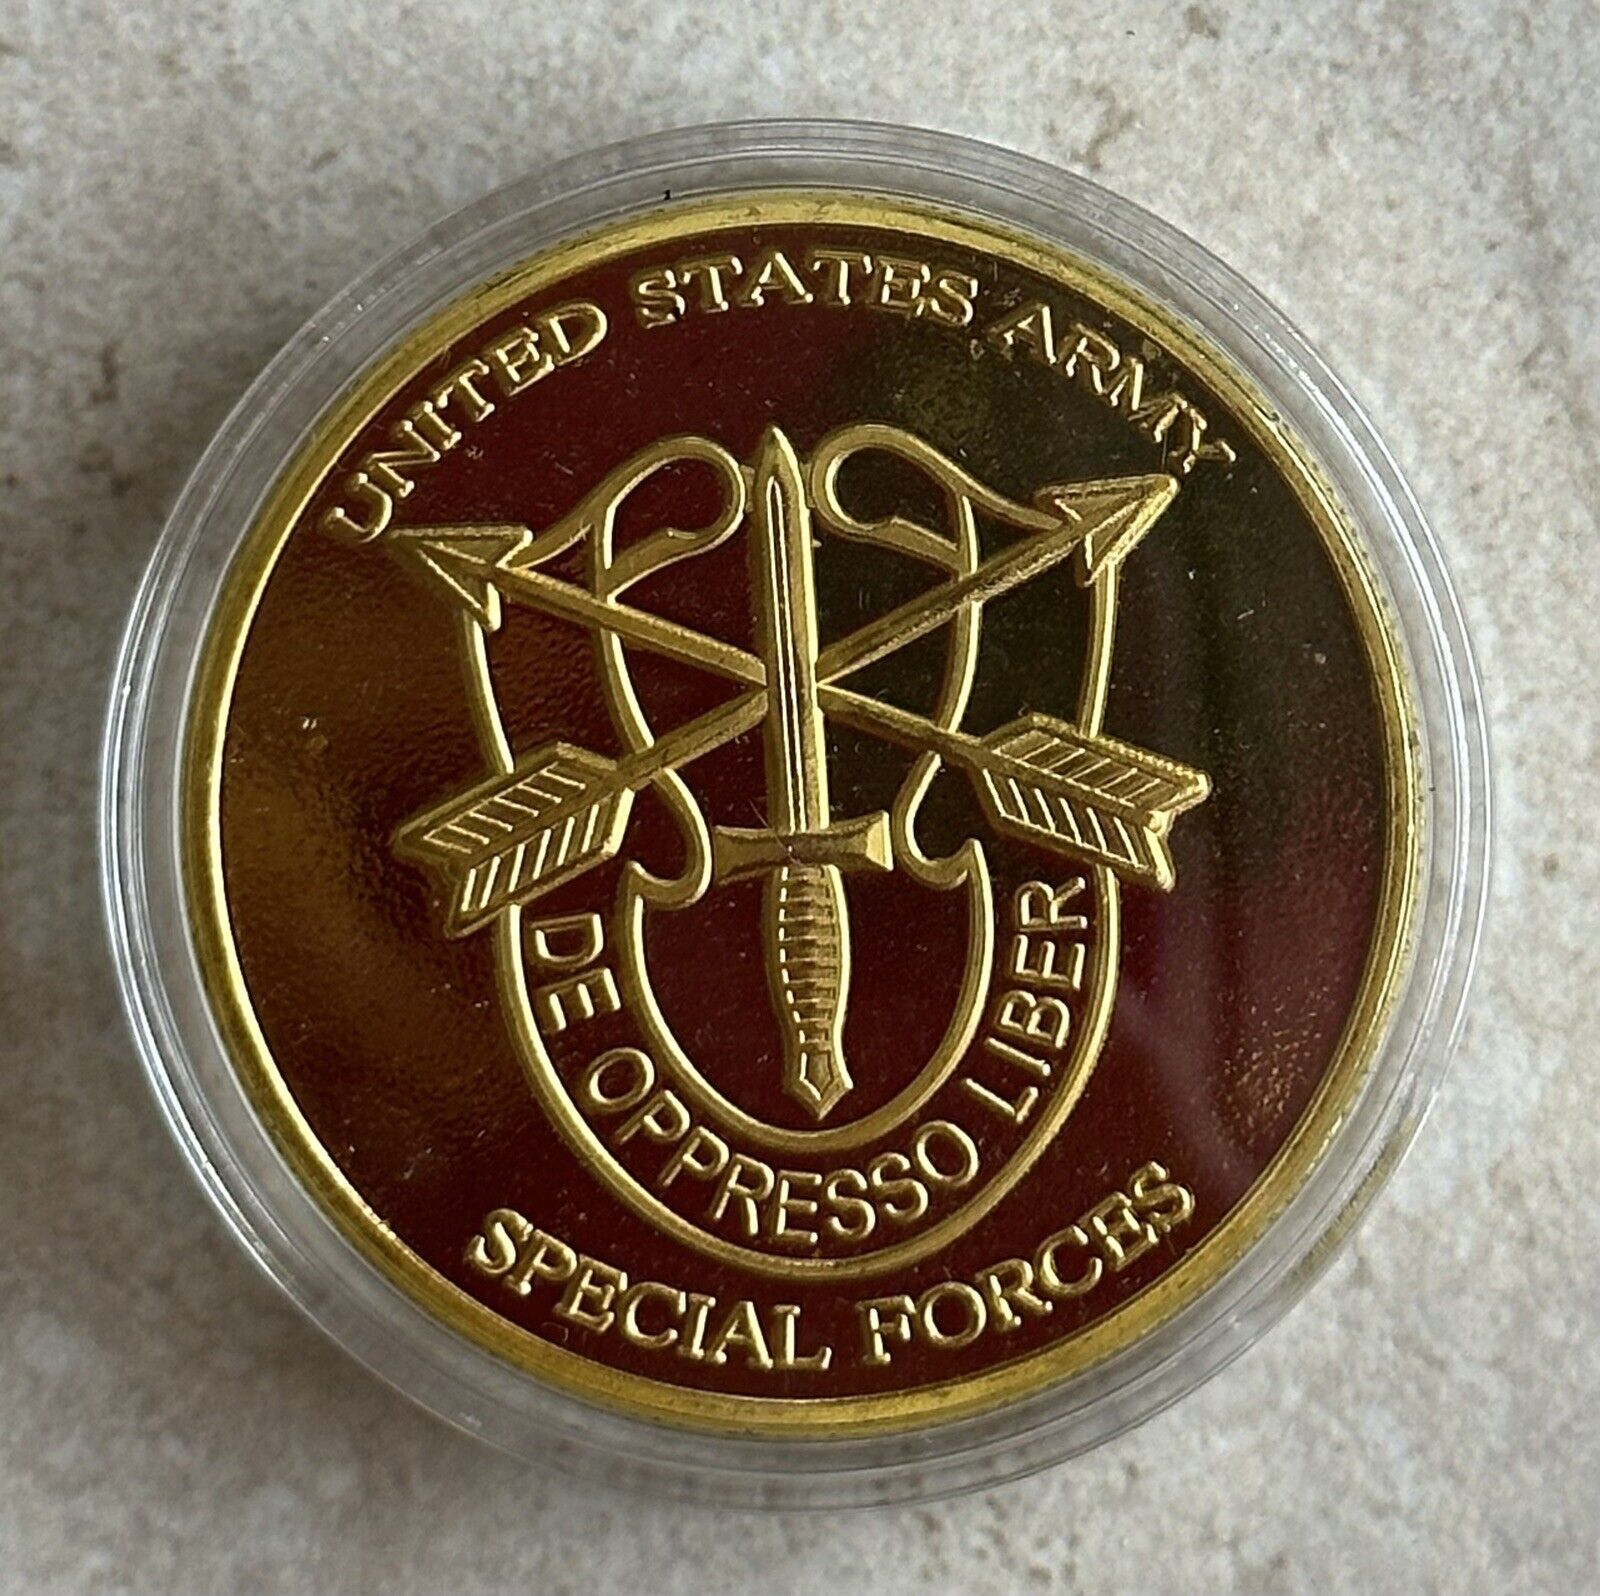 UNITED STATES ARMY
DE OPPRESSO LIBER
SPECIAL FORCES